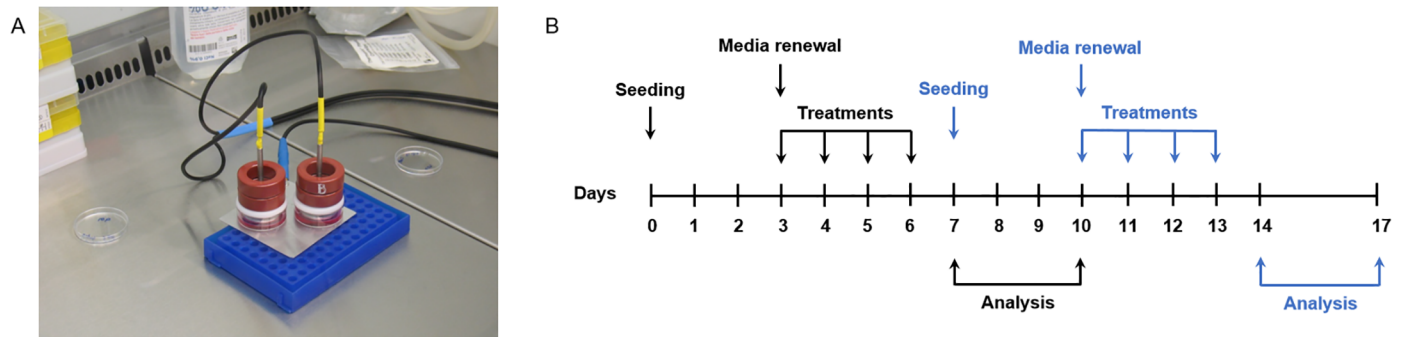 A
B
Media renewal
Media renewal
Seeding
Seeding
Treatments
Treatments
Days
0 1 2 3 4 5 6 7 8 9 10 11 12 13 14 17
Analysis
Analysis